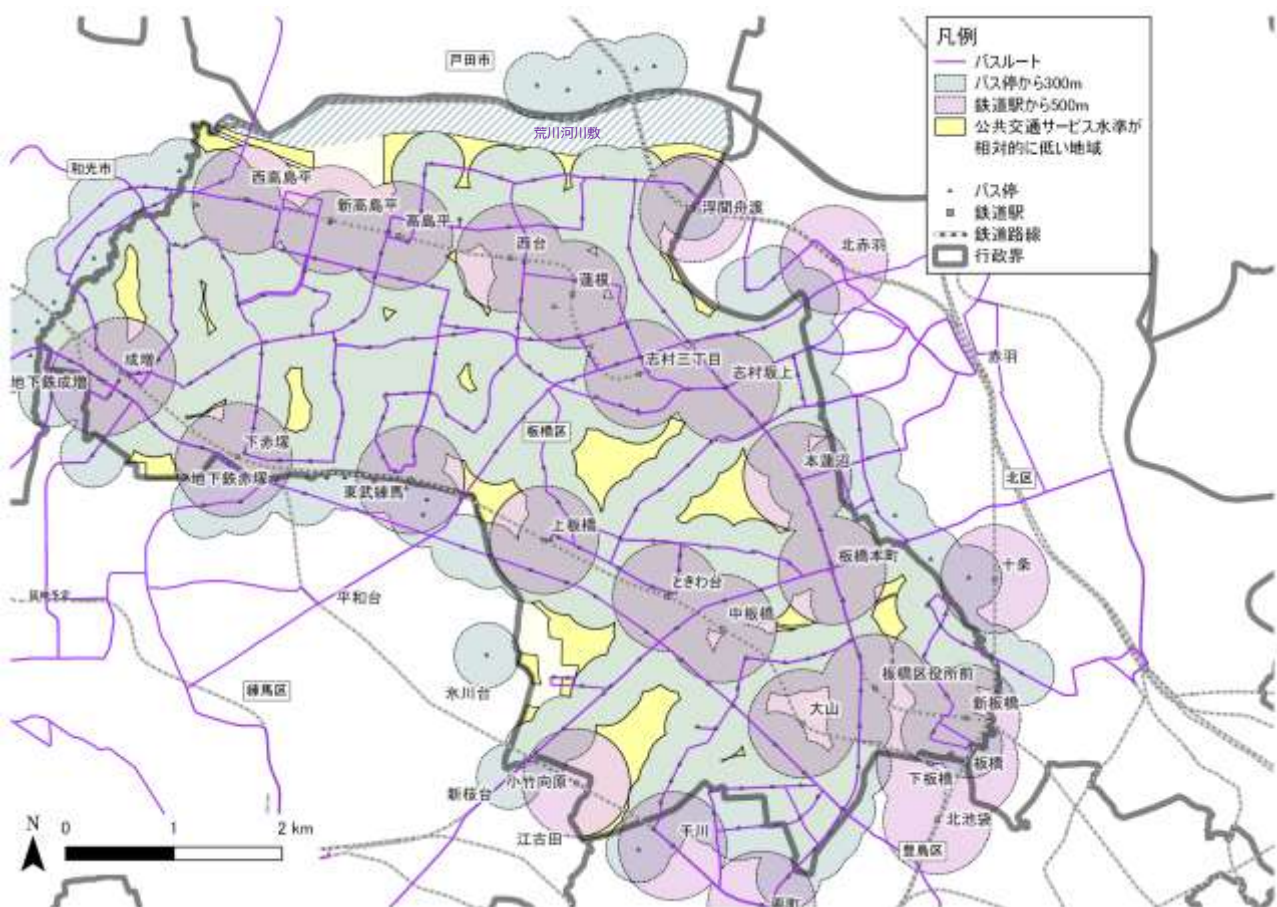 凡例
バスルート
バス停から300m
鉄道駅から500m
公共交通サービス水準が
相対的に低い地域
バス停
鉄道駅
鉄道路線
行政界
戸田市
荒川河川敷
和光市
西高島平
新高島平
高島平
浮間舟渡
西台
北赤羽
蓮根
成増
志村三丁目
赤羽
地下鉄成増
志村坂上
板橋区
下赤塚
本蓮沼
地下鉄赤塚
東武練馬
北区
上板橋
板橋本町
十条
ときわ台
平和台
中板橋
板橋区役所前
練馬区
氷川台
新板橋
大山
板橋
下板橋
小竹向原
新桜台
北池袋
千川
江古田
豊島区
N
0 1 2 km